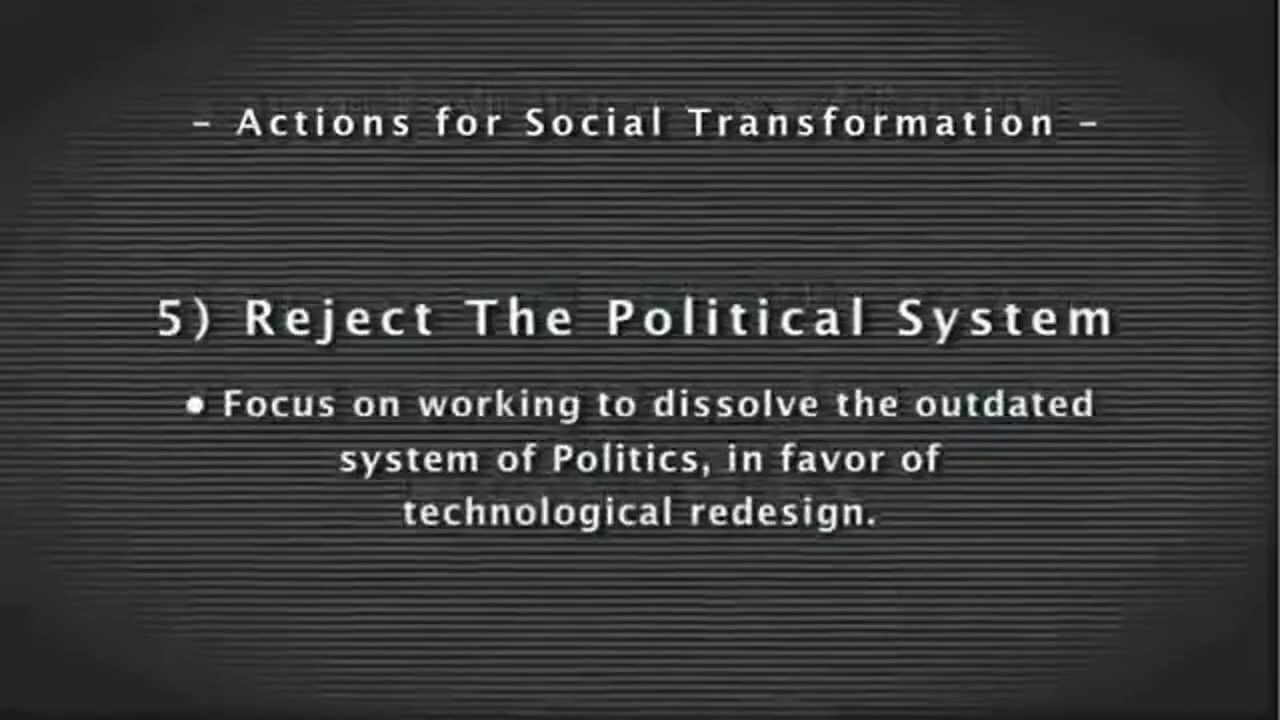 - Actions for Social Transformation -
5) Reject The Political System
• Focus on working to dissolve the outdated
system of Politics, in favor of
technological redesign.